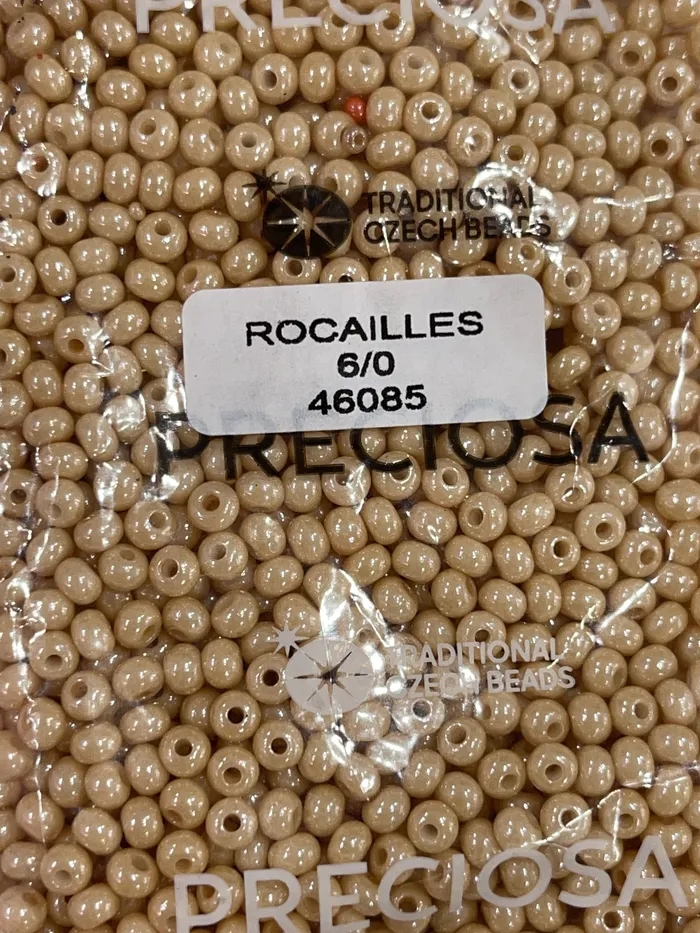 PRECIOSA
TRADITIONAL
CZECH BEADS
ROCAILLES
6/0
46085
PRECIOSA
TRADITIONAL
CZECH BEADS
PRECIOSA